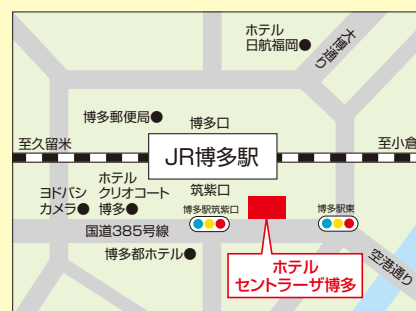 ホテル
日航福岡●
大博通り
博多郵便局●
博多口
至久留米
JR博多駅
至小倉
ホテル
クリオコート
博多●
ヨドバシ
カメラ●
筑紫口
博多駅筑紫口
博多駅東
国道385号線
博多都ホテル●
ホテル
セントラーザ博多
空港通り